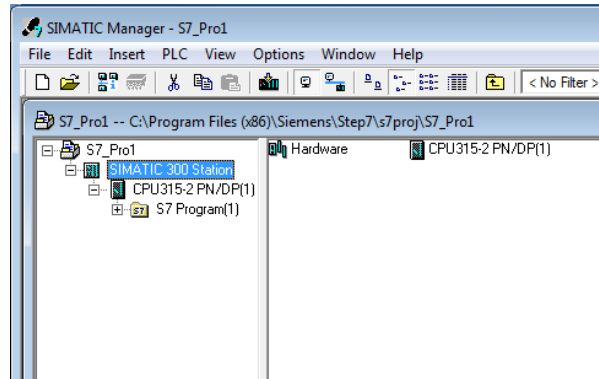 SIMATIC Manager - S7_Pro1
File Edit Insert PLC View Options Window Help
< No Filter >
S7_Pro1 -- C:\Program Files (x86)\Siemens\Step7\s7proj\S7_Pro1
S7_Pro1
SIMATIC 300 Station
CPU315-2 PN/DP(1)
S7 Program(1)
Hardware
CPU315-2 PN/DP(1)